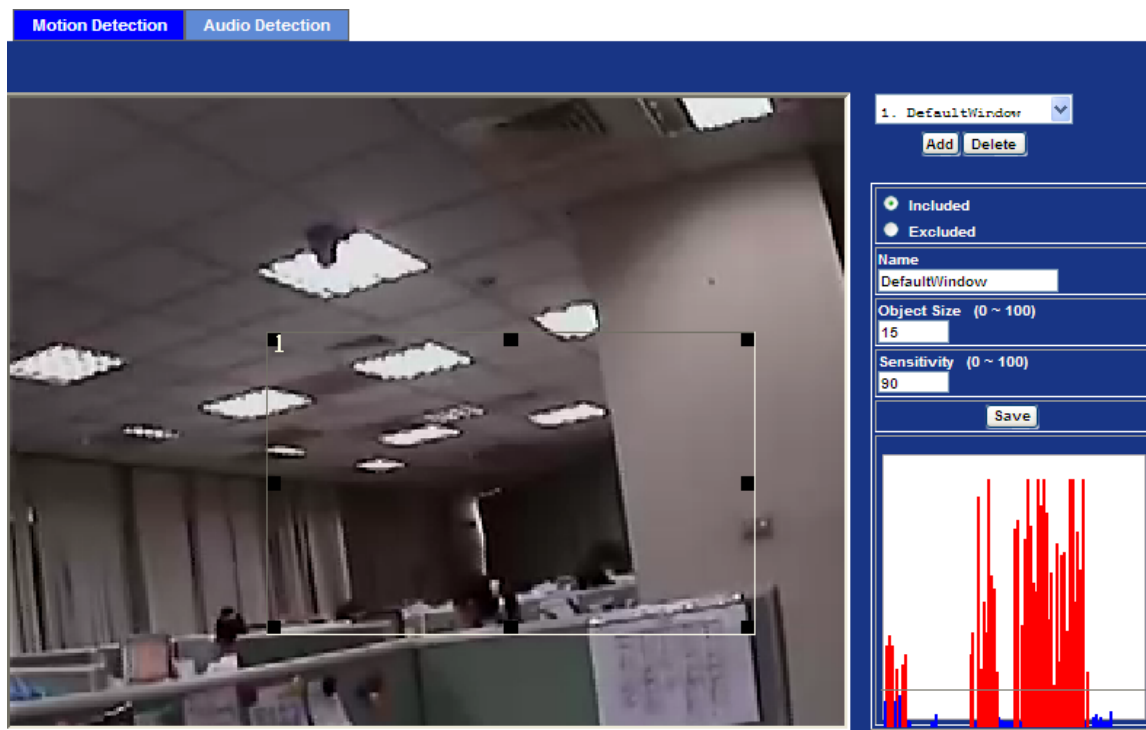 Motion Detection
Audio Detection
1. DefaultWindow
Add
Delete
Included
Excluded
Name
DefaultWindow
Object Size (0 ~ 100)
15
Sensitivity (0 ~ 100)
90
Save
1